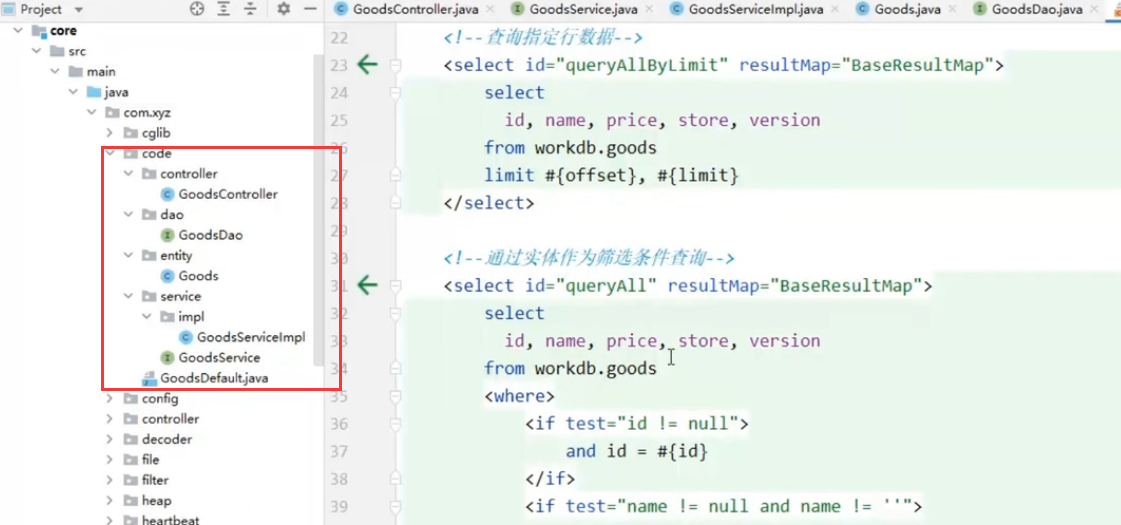 Project
GoodsController.java
GoodsService.java
GoodsServiceImpl.java
Goods.java
GoodsDao.java
core
src
main
java
com.xyz
cglib
code
controller
GoodsController
dao
GoodsDao
entity
Goods
service
impl
GoodsServiceImpl
GoodsService
GoodsDefault.java
config
controller
decoder
file
filter
heap
heartbeat
22 <!--查询指定行数据-->
23 <select id="queryAllByLimit" resultMap="BaseResultMap">
24 select
25 id, name, price, store, version
26 from workdb.goods
27 limit #{offset}, #{limit}
28 </select>
29
30 <!--通过实体作为筛选条件查询-->
31 <select id="queryAll" resultMap="BaseResultMap">
32 select
33 id, name, price, store, version
34 from workdb.goods
35 <where>
36 <if test="id != null">
37 and id = #{id}
38 </if>
39 <if test="name != null and name != ''">